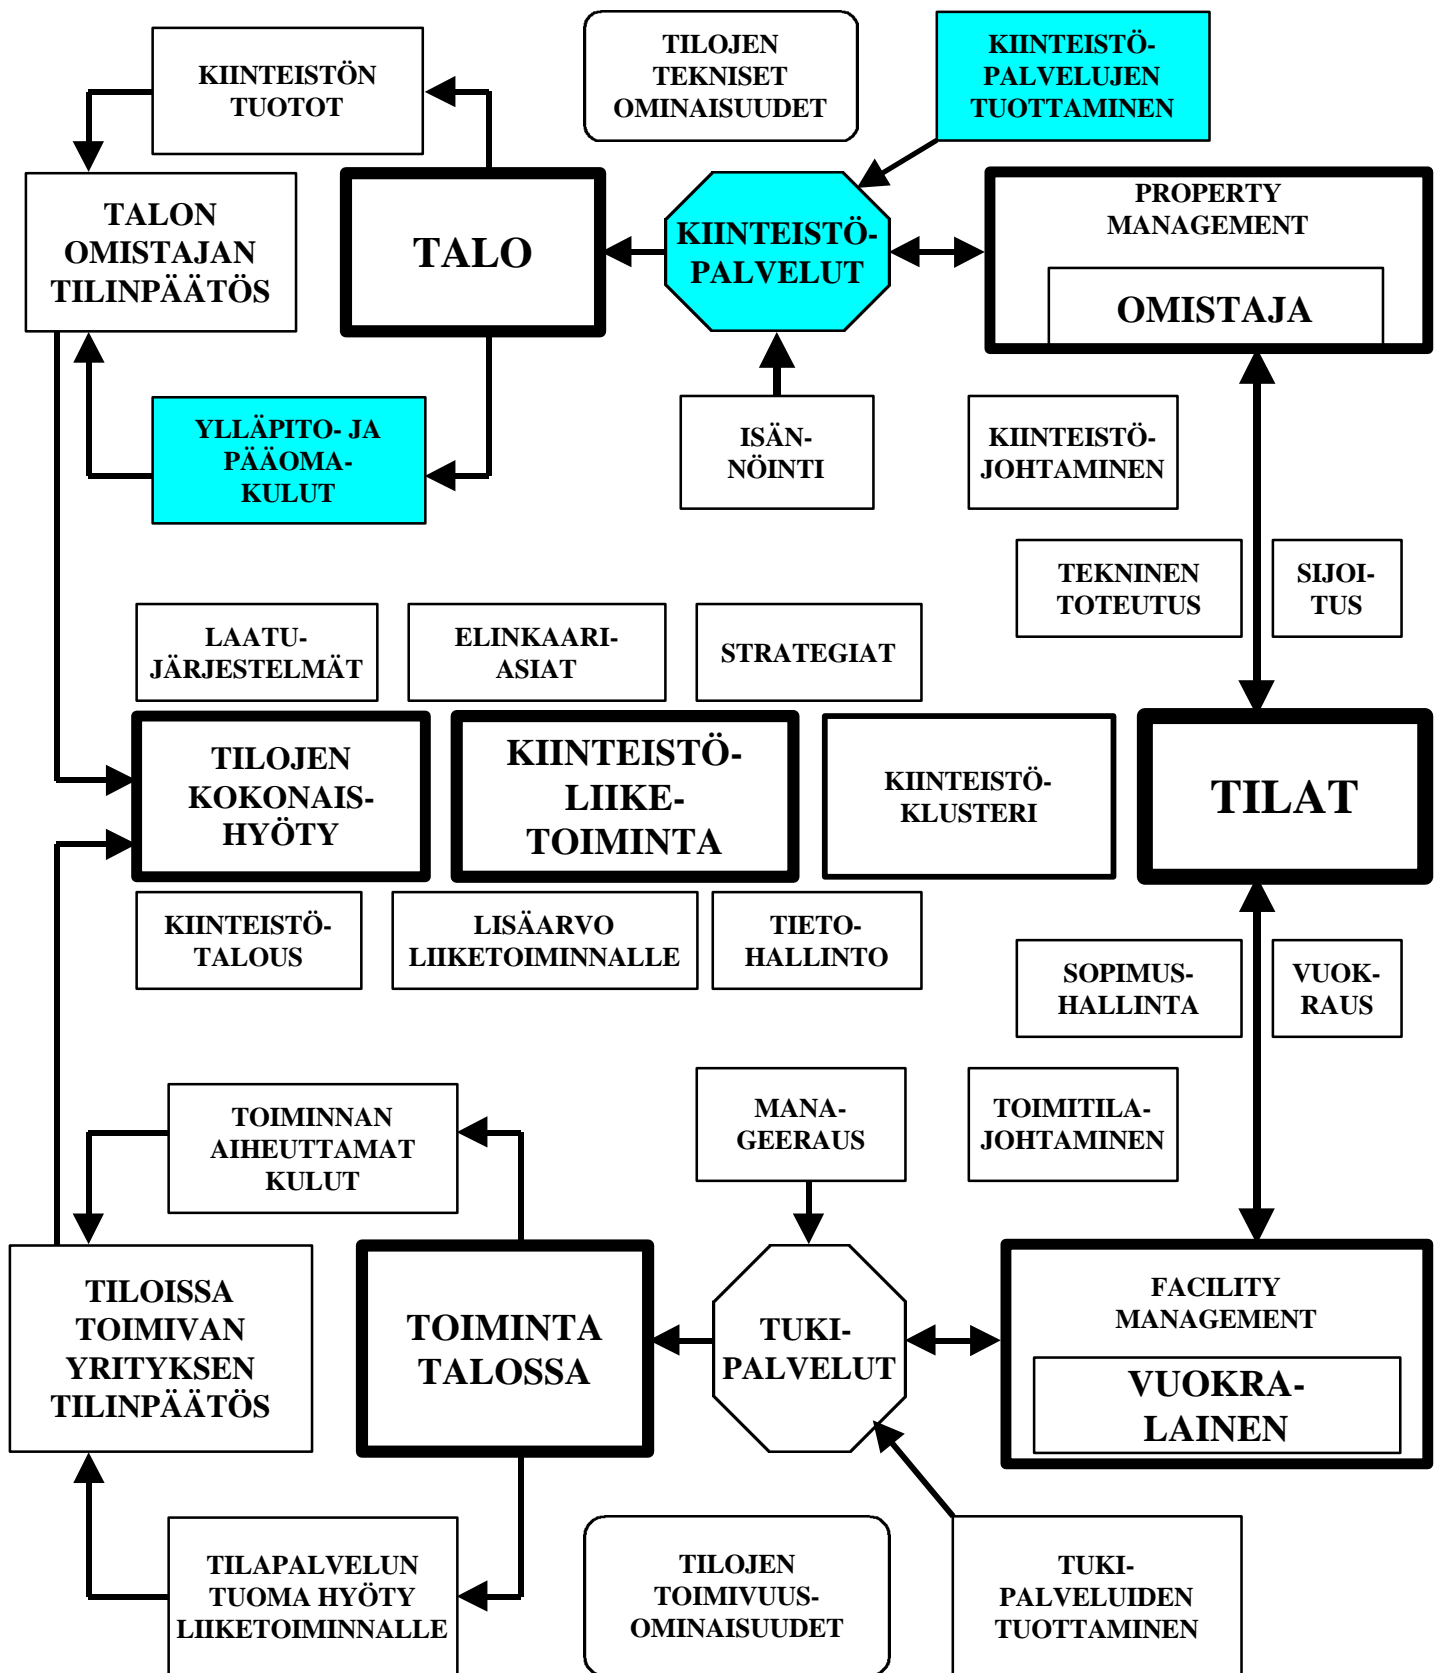 KIINTEISTÖN
TUOTOT
TILOJEN
TEKNISET
OMINAISUUDET
KIINTEISTÖ-
PALVELUJEN
TUOTTAMINEN
TALON
OMISTAJAN
TILINPÄÄTÖS
TALO
KIINTEISTÖ-
PALVELUT
PROPERTY
MANAGEMENT
OMISTAJA
YLLÄPITO- JA
PÄÄOMA-
KULUT
ISÄN-
NÖINTI
KIINTEISTÖ-
JOHTAMINEN
TEKNINEN
TOTEUTUS
SIJOI-
TUS
LAATU-
JÄRJESTELMÄT
ELINKAARI-
ASIAT
STRATEGIAT
TILOJEN
KOKONAIS-
HYÖTY
KIINTEISTÖ-
LIIKE-
TOIMINTA
KIINTEISTÖ-
KLUSTERI
TILAT
KIINTEISTÖ-
TALOUS
LISÄARVO
LIIKETOIMINNALLE
TIETO-
HALLINTO
SOPIMUS-
HALLINTA
VUOK-
RAUS
TOIMINNAN
AIHEUTTAMAT
KULUT
MANA-
GEERAUS
TOIMITILA-
JOHTAMINEN
TILOISSA
TOIMIVAN
YRITYKSEN
TILINPÄÄTÖS
TOIMINTA
TALOSSA
TUKI-
PALVELUT
FACILITY
MANAGEMENT
VUOKRA-
LAINEN
TILAPALVELUN
TUOMA HYÖTY
LIIKETOIMINNALLE
TILOJEN
TOIMIVUUS-
OMINAISUUDET
TUKI-
PALVELUIDEN
TUOTTAMINEN